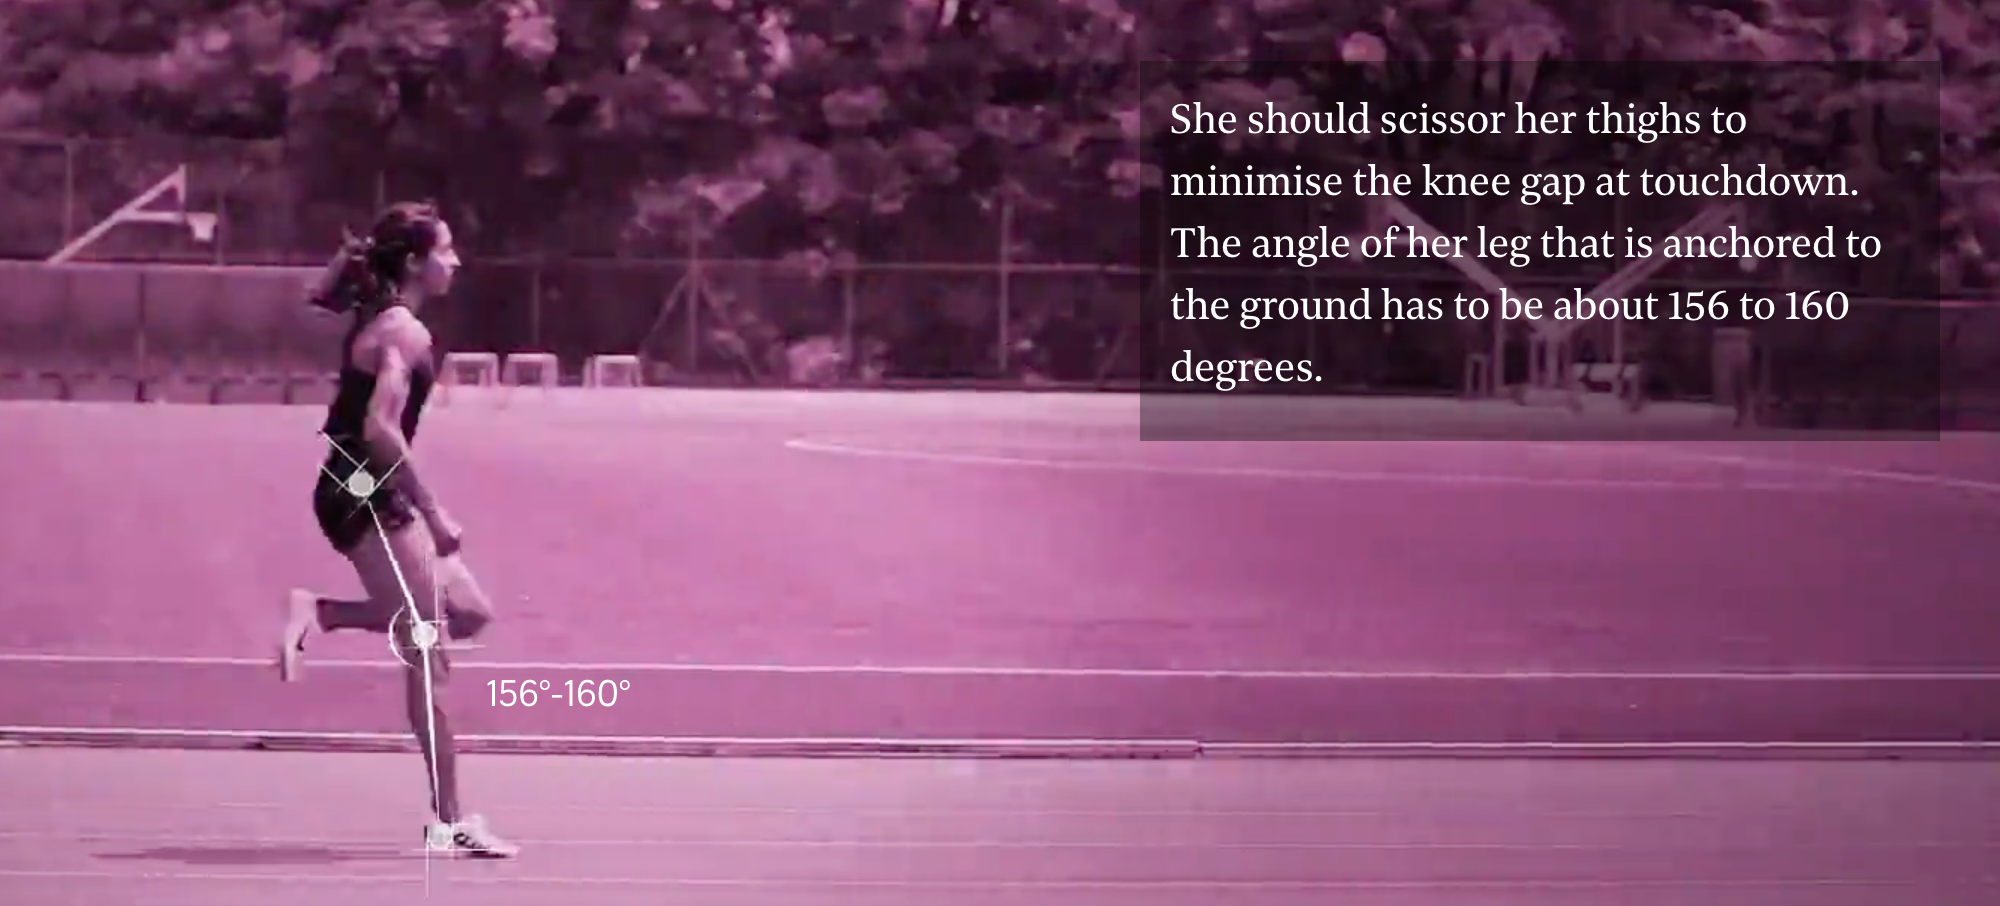 She should scissor her thighs to
minimise the knee gap at touchdown.
The angle of her leg that is anchored to
the ground has to be about 156 to 160
degrees.
156°-160°